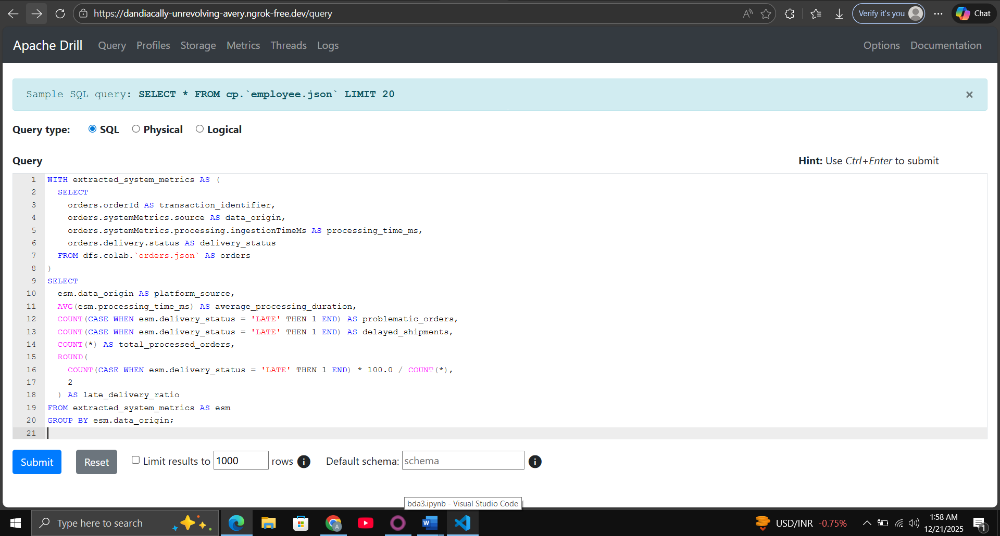 https://dandiacally-unrevolving-avery.ngrok-free.dev/query
Verify it's you
Chat
Apache Drill Query Profiles Storage Metrics Threads Logs Options Documentation
Sample SQL query: SELECT * FROM cp.`employee.json` LIMIT 20 ×
Query type: SQL Physical Logical
Query
Hint: Use Ctrl+Enter to submit
1 WITH extracted_system_metrics AS (
2 SELECT
3 orders.orderId AS transaction_identifier,
4 orders.systemMetrics.source AS data_origin,
5 orders.systemMetrics.processing.ingestionTimeMs AS processing_time_ms,
6 orders.delivery.status AS delivery_status
7 FROM dfs.colab.`orders.json` AS orders
8 )
9 SELECT
10 esm.data_origin AS platform_source,
11 AVG(esm.processing_time_ms) AS average_processing_duration,
12 COUNT(CASE WHEN esm.delivery_status = 'LATE' THEN 1 END) AS problematic_orders,
13 COUNT(CASE WHEN esm.delivery_status = 'LATE' THEN 1 END) AS delayed_shipments,
14 COUNT(*) AS total_processed_orders,
15 ROUND(
16 COUNT(CASE WHEN esm.delivery_status = 'LATE' THEN 1 END) * 100.0 / COUNT(*),
17 2
18 ) AS late_delivery_ratio
19 FROM extracted_system_metrics AS esm
20 GROUP BY esm.data_origin;
21
Submit Reset Limit results to 1000 rows i Default schema: schema i
bda3.ipynb - Visual Studio Code
Type here to search
USD/INR -0.75%
1:58 AM
12/21/2025
1